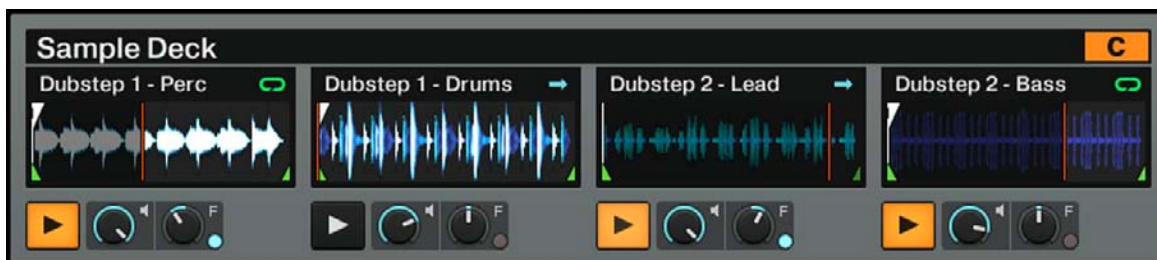 Sample Deck C
Dubstep 1 - Perc
Dubstep 1 - Drums
Dubstep 2 - Lead
Dubstep 2 - Bass
F
F
F
F